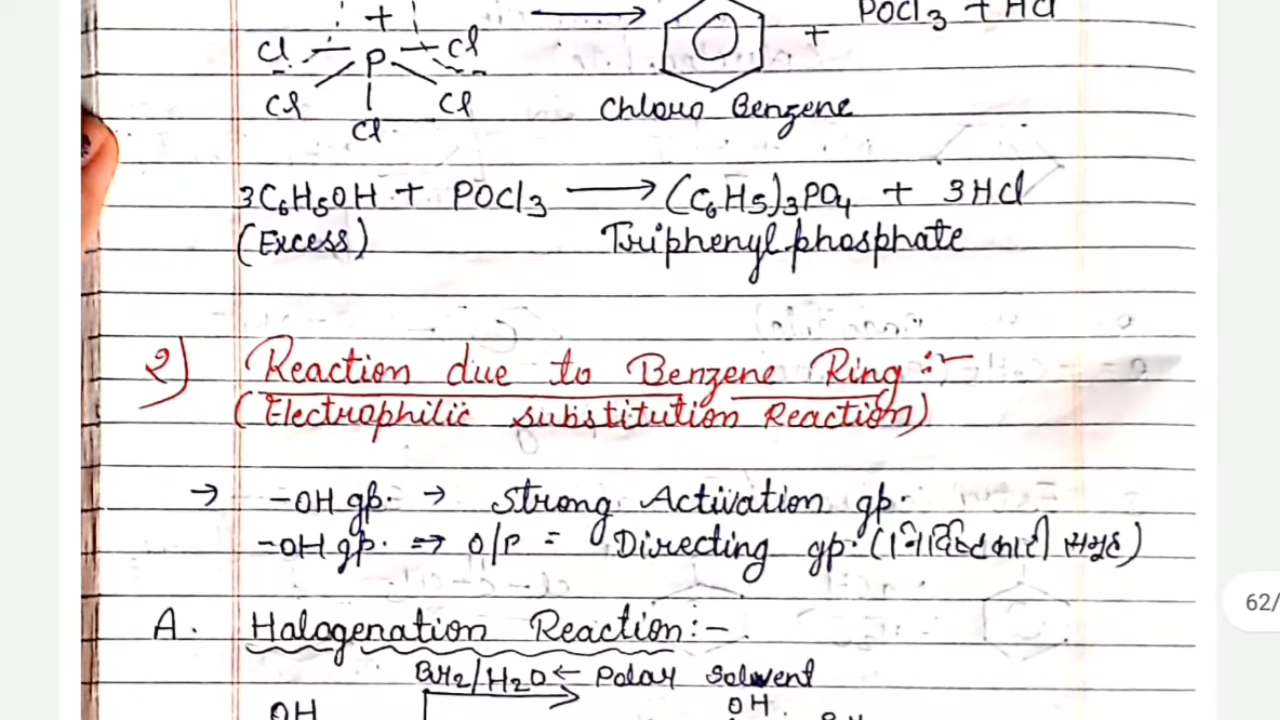 + → + POCl3 + HCl
Cl P Cl
Cl Cl
Cl
Chloro Benzene
3C6H5OH + POCl3 → (C6H5)3PO4 + 3HCl
(Excess) Triphenyl phosphate
2) Reaction due to Benzene Ring :-
(Electrophilic substitution Reaction)
→ -OH gp. → Strong Activation gp.
-OH gp. ⇒ O/P = Directing gp. ( समूह)
A. Halogenation Reaction :-
Br2/H2O ← Polar Solvent
OH OH
62/